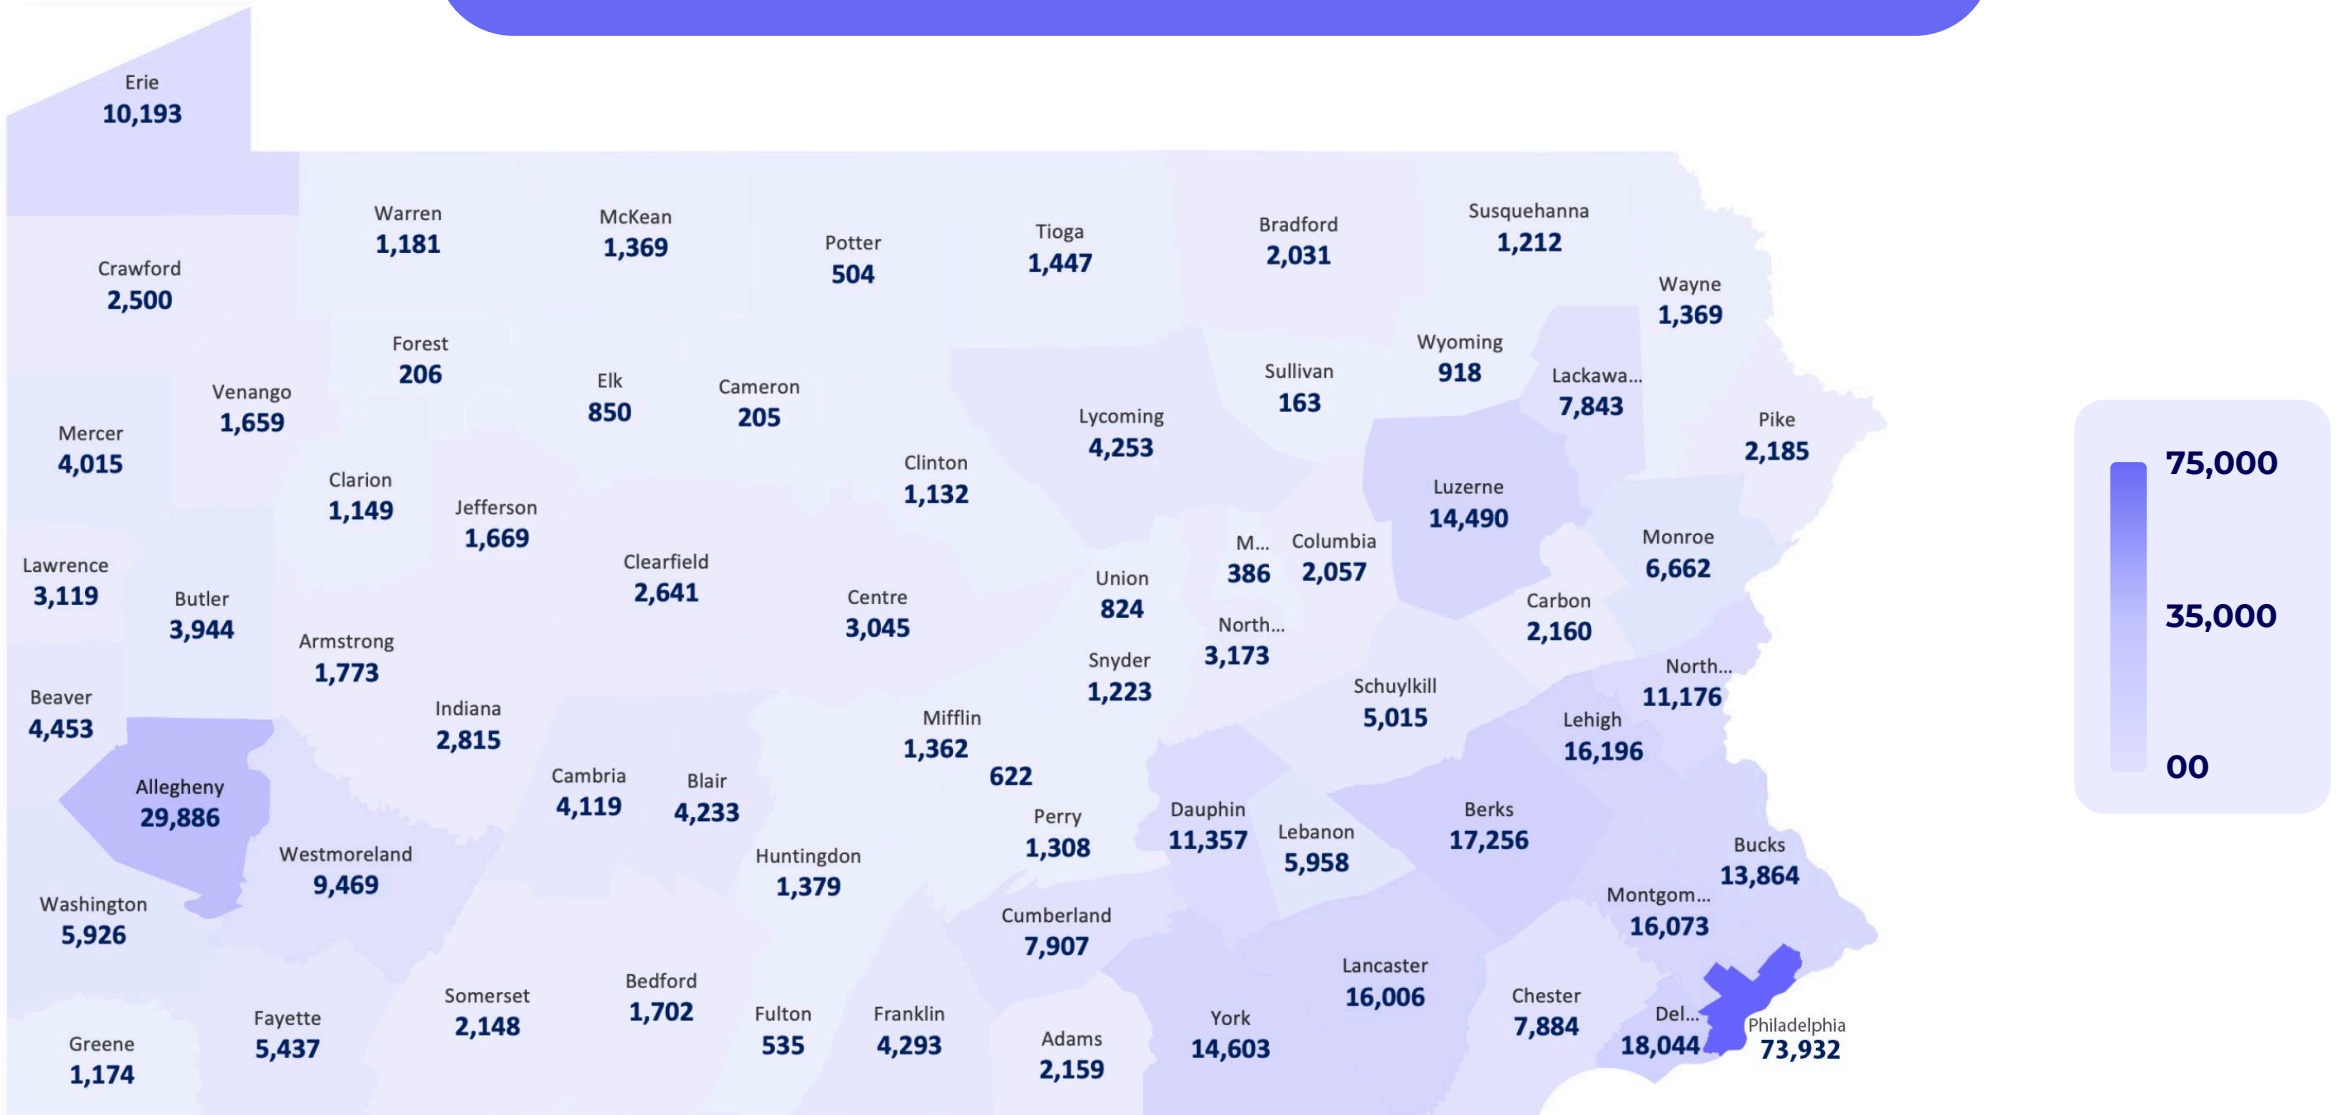 Erie
10,193
Warren
1,181
McKean
1,369
Potter
504
Tioga
1,447
Bradford
2,031
Susquehanna
1,212
Wayne
1,369
Crawford
2,500
Forest
206
Venango
1,659
Elk
850
Cameron
205
Lycoming
4,253
Sullivan
163
Wyoming
918
Lackawa...
7,843
Pike
2,185
Mercer
4,015
Clarion
1,149
Jefferson
1,669
Clinton
1,132
Luzerne
14,490
Monroe
6,662
Lawrence
3,119
Butler
3,944
Clearfield
2,641
Centre
3,045
Union
824
M...
386
Columbia
2,057
Carbon
2,160
Armstrong
1,773
Snyder
1,223
North...
3,173
North...
11,176
Beaver
4,453
Indiana
2,815
Mifflin
1,362
622
Schuylkill
5,015
Lehigh
16,196
Allegheny
29,886
Cambria
4,119
Blair
4,233
Perry
1,308
Dauphin
11,357
Lebanon
5,958
Berks
17,256
Bucks
13,864
Westmoreland
9,469
Huntingdon
1,379
Washington
5,926
Cumberland
7,907
Montgom...
16,073
Lancaster
16,006
Chester
7,884
Del...
18,044
Philadelphia
73,932
Greene
1,174
Fayette
5,437
Somerset
2,148
Bedford
1,702
Fulton
535
Franklin
4,293
Adams
2,159
York
14,603
75,000
35,000
00